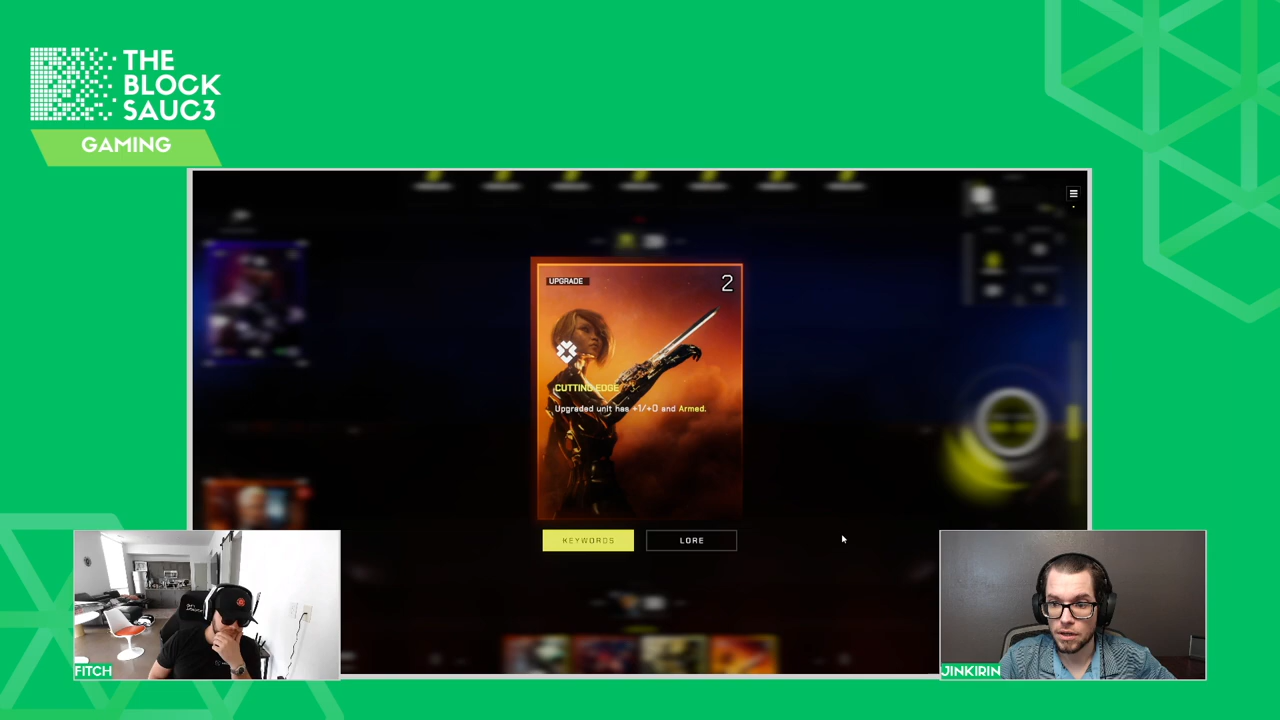 THE
BLOCK
SAUC3
GAMING
UPGRADE
2
CUTTING EDGE
Upgraded unit has +1/+0 and Armed.
KEYWORDS
LORE
FITCH
JINKIRIN